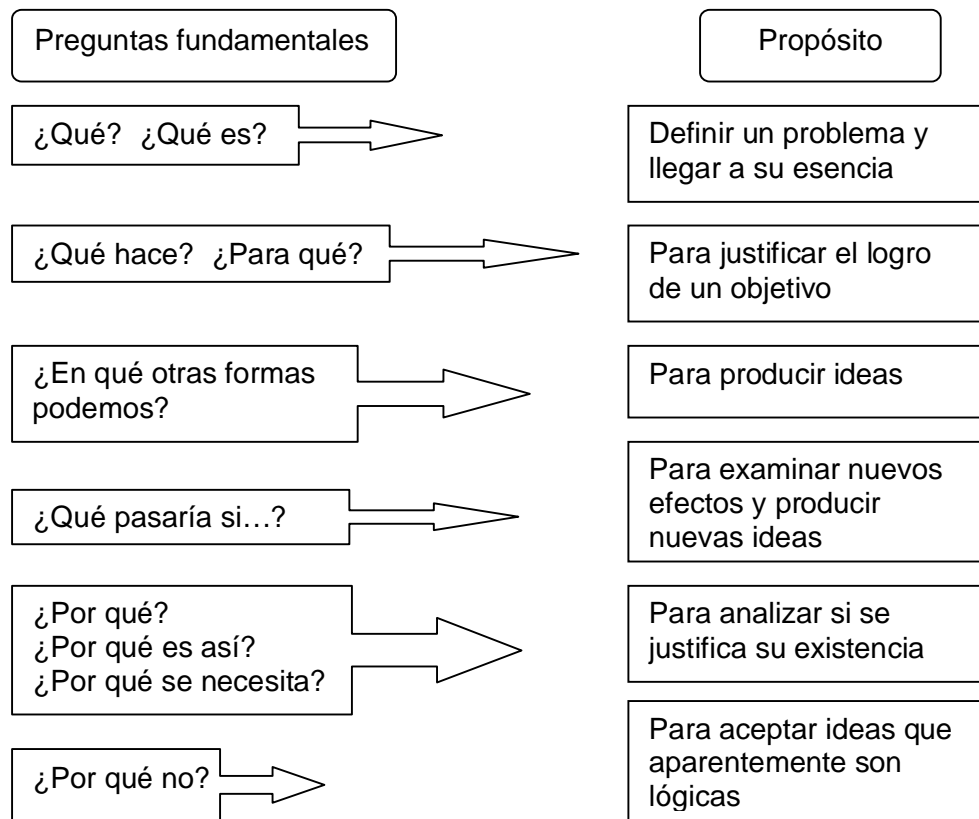 Preguntas fundamentales
Propósito
¿Qué? ¿Qué es?
Definir un problema y
llegar a su esencia
¿Qué hace? ¿Para qué?
Para justificar el logro
de un objetivo
¿En qué otras formas
podemos?
Para producir ideas
¿Qué pasaría si…?
Para examinar nuevos
efectos y producir
nuevas ideas
¿Por qué?
¿Por qué es así?
¿Por qué se necesita?
Para analizar si se
justifica su existencia
¿Por qué no?
Para aceptar ideas que
aparentemente son
lógicas